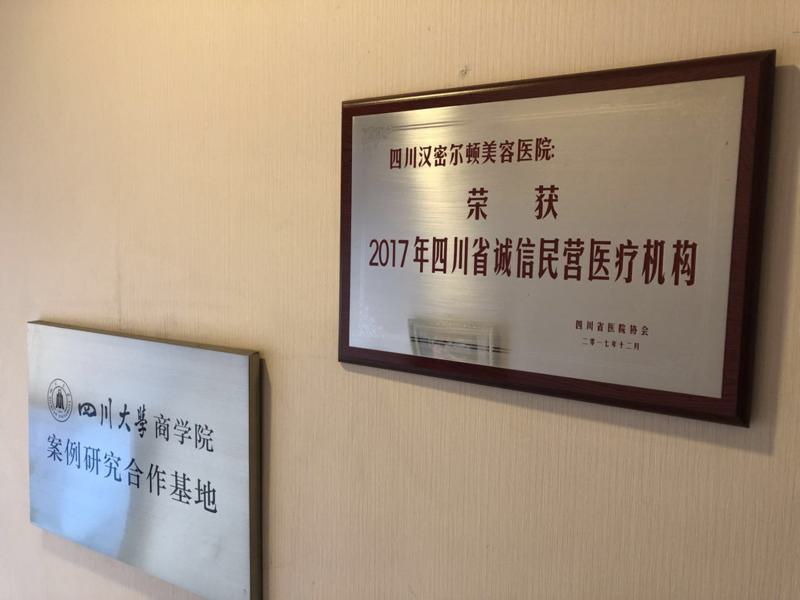 四川汉密尔顿美容医院:
荣获
2017年四川省诚信民营医疗机构
四川省医院协会
二零一七年十二月
四川大學商学院
案例研究合作基地